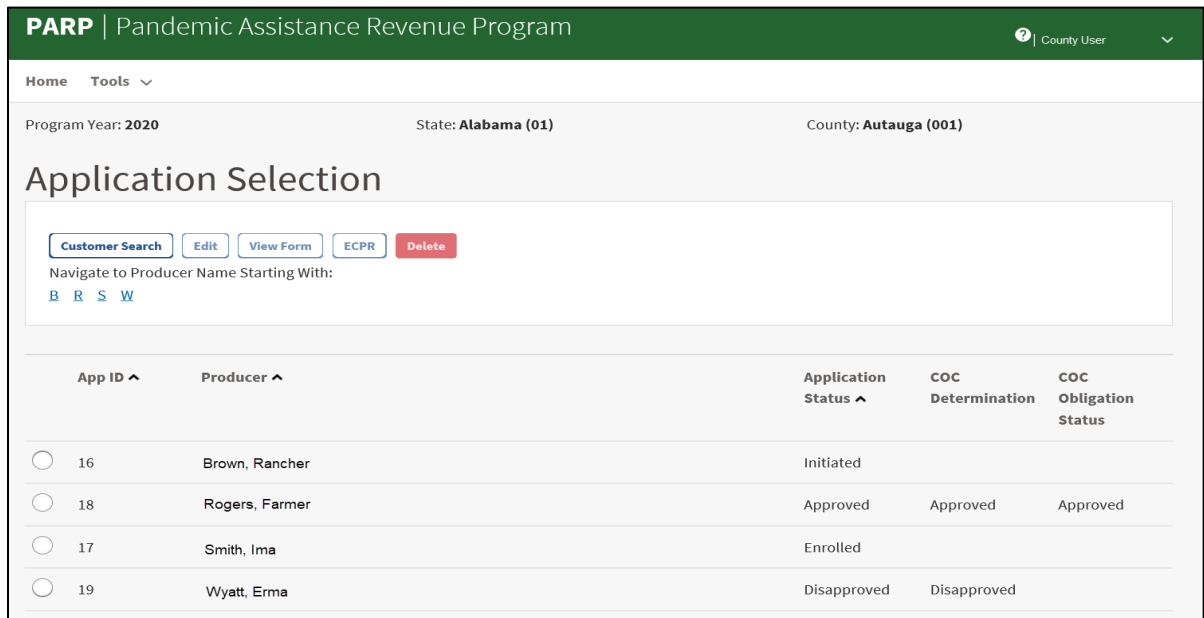 PARP | Pandemic Assistance Revenue Program
? | County User
Home Tools
Program Year: 2020 State: Alabama (01) County: Autauga (001)
Application Selection
Customer Search Edit View Form ECPR Delete
Navigate to Producer Name Starting With:
B R S W
App ID Producer Application Status COC Determination COC Obligation Status
16 Brown, Rancher Initiated
18 Rogers, Farmer Approved Approved Approved
17 Smith, Ima Enrolled
19 Wyatt, Erma Disapproved Disapproved